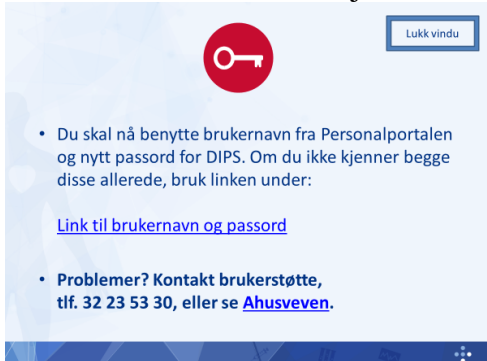 Lukk vindu
• Du skal nå benytte brukernavn fra Personalportalen
og nytt passord for DIPS. Om du ikke kjenner begge
disse allerede, bruk linken under:
Link til brukernavn og passord
• Problemer? Kontakt brukerstøtte,
tlf. 32 23 53 30, eller se Ahusveven.